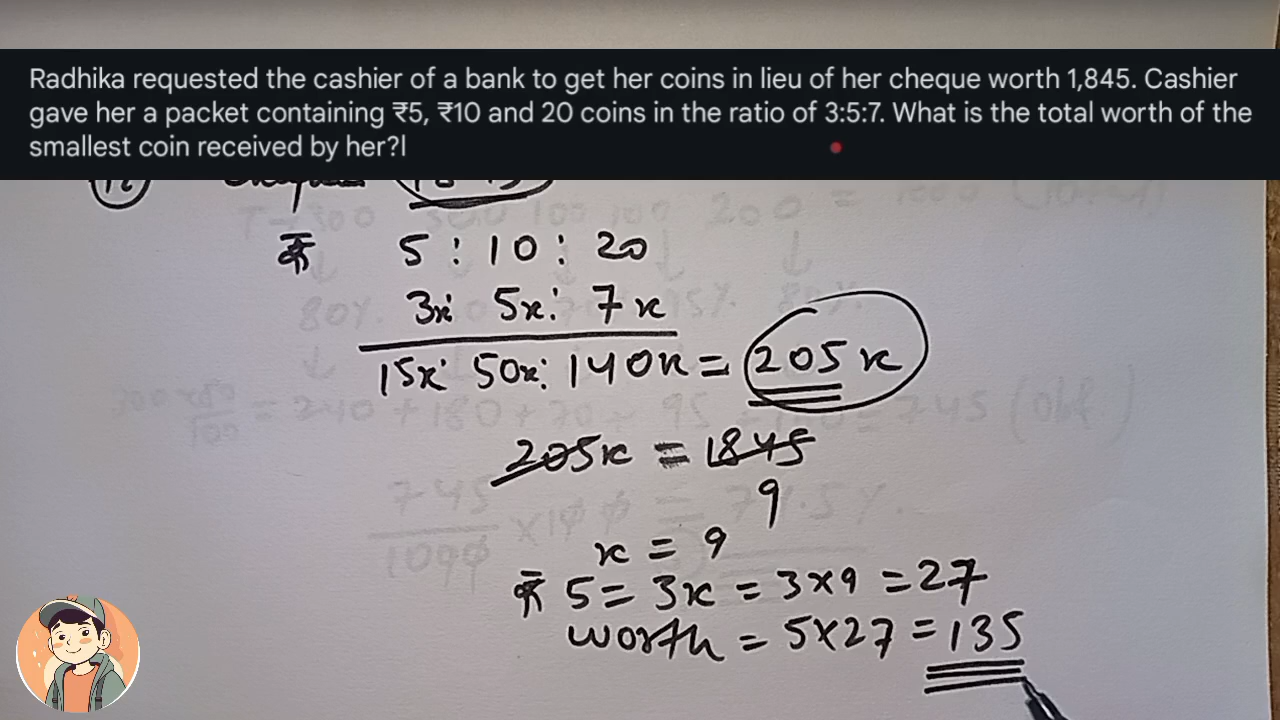 Radhika requested the cashier of a bank to get her coins in lieu of her cheque worth 1,845. Cashier
gave her a packet containing ₹5, ₹10 and 20 coins in the ratio of 3:5:7. What is the total worth of the
smallest coin received by her?|
₹ 5 : 10 : 20
3x: 5x: 7x
15x: 50x: 140x = 205x
205x = 1845
9
x = 9
₹ 5 = 3x = 3×9 = 27
worth = 5×27 = 135